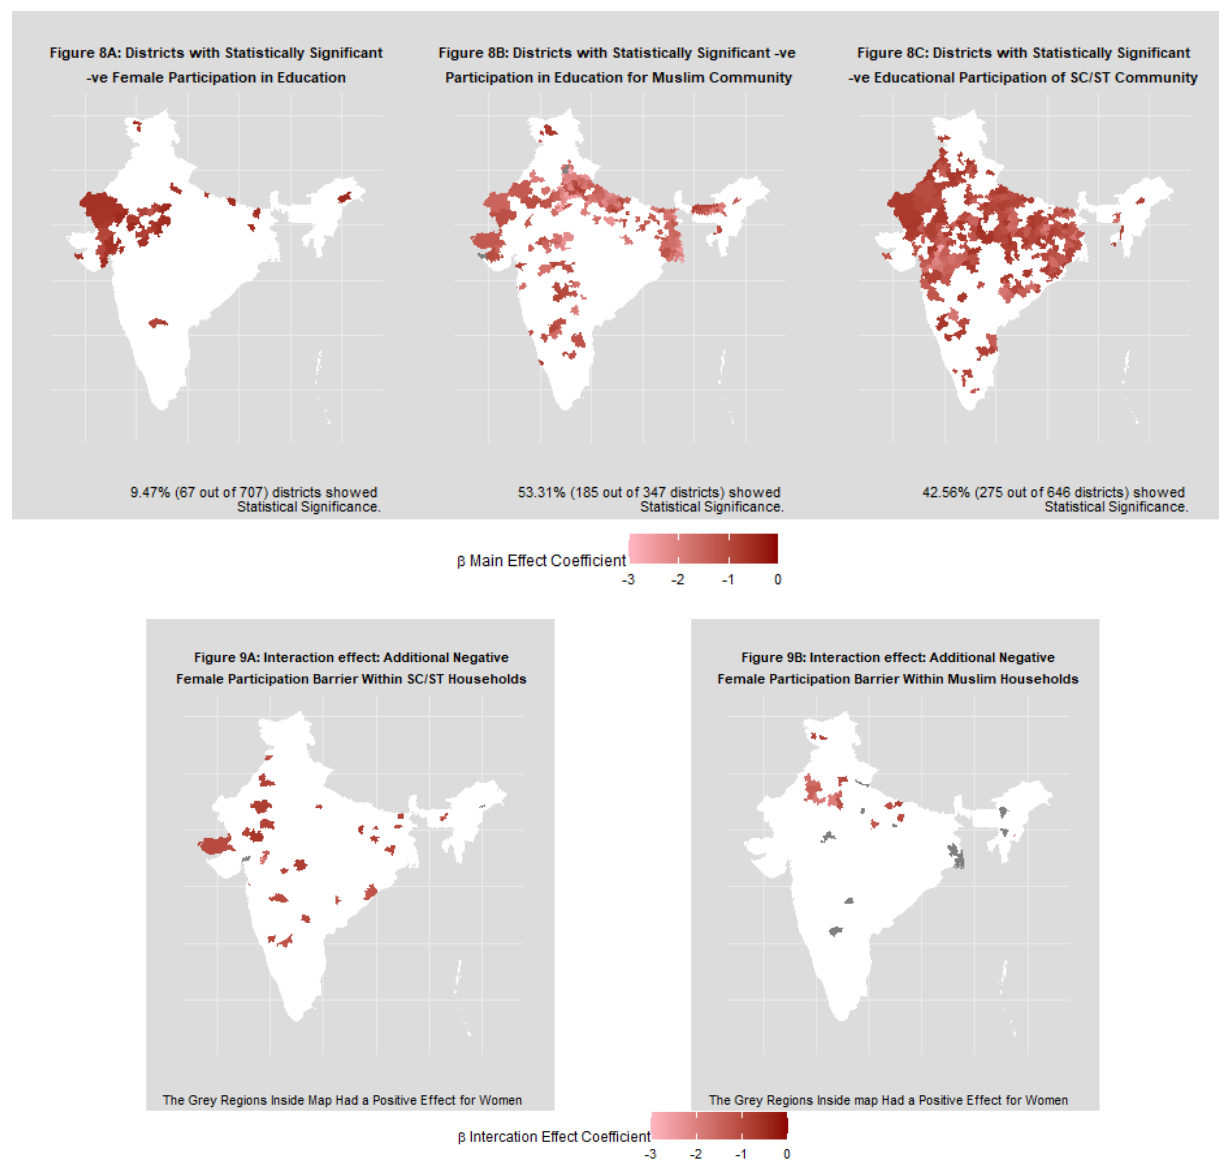 Figure 8A: Districts with Statistically Significant
-ve Female Participation in Education
Figure 8B: Districts with Statistically Significant -ve
Participation in Education for Muslim Community
Figure 8C: Districts with Statistically Significant
-ve Educational Participation of SC/ST Community
9.47% (67 out of 707) districts showed
Statistical Significance.
53.31% (185 out of 347 districts) showed
Statistical Significance.
42.56% (275 out of 646 districts) showed
Statistical Significance.
β Main Effect Coefficient
-3 -2 -1 0
Figure 9A: Interaction effect: Additional Negative
Female Participation Barrier Within SC/ST Households
Figure 9B: Interaction effect: Additional Negative
Female Participation Barrier Within Muslim Households
The Grey Regions Inside Map Had a Positive Effect for Women
The Grey Regions Inside map Had a Positive Effect for Women
β Intercation Effect Coefficient
-3 -2 -1 0